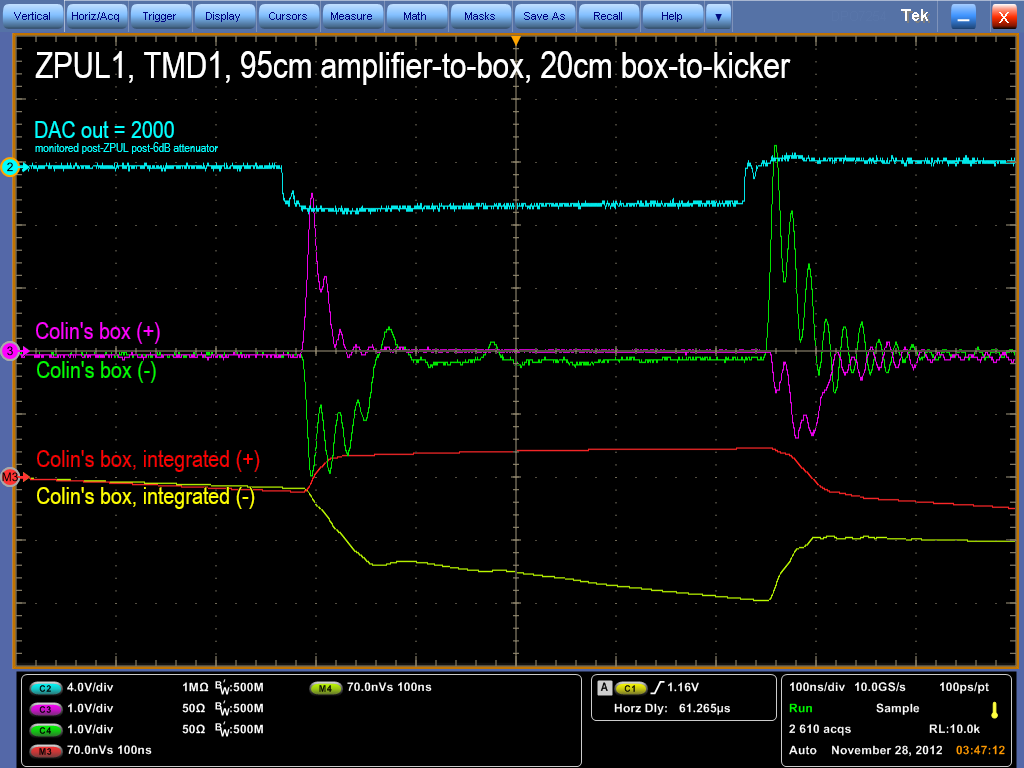 Vertical Horiz/Acq Trigger Display Cursors Measure Math Masks Save As Recall Help ▼ Tek X
ZPUL1, TMD1, 95cm amplifier-to-box, 20cm box-to-kicker
DAC out = 2000
monitored post-ZPUL post-6dB attenuator
2
Colin's box (+)
3
Colin's box (-)
Colin's box, integrated (+)
M3
Colin's box, integrated (-)
C2 4.0V/div 1MΩ BW:500M M4 70.0nVs 100ns
C3 1.0V/div 50Ω BW:500M
C4 1.0V/div 50Ω BW:500M
M3 70.0nVs 100ns
A C1 1.16V
Horz Dly: 61.265µs
100ns/div 10.0GS/s 100ps/pt
Run Sample
2 610 acqs RL:10.0k
Auto November 28, 2012 03:47:12